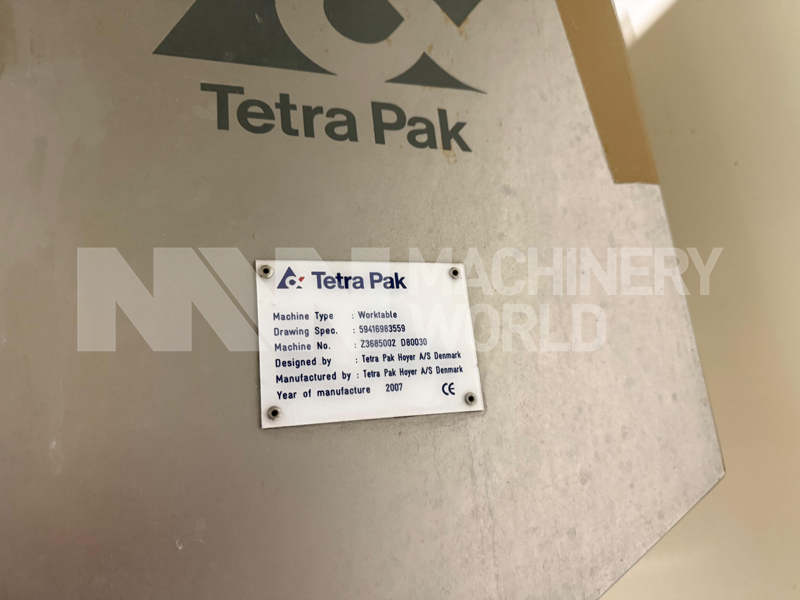 Tetra Pak
MACHINERY
WORLD
Tetra Pak
Machine Type : Worktable
Drawing Spec. : 59416983559
Machine No. : Z3685002 D80030
Designed by : Tetra Pak Hoyer A/S Denmark
Manufactured by : Tetra Pak Hoyer A/S Denmark
Year of manufacture 2007 CE